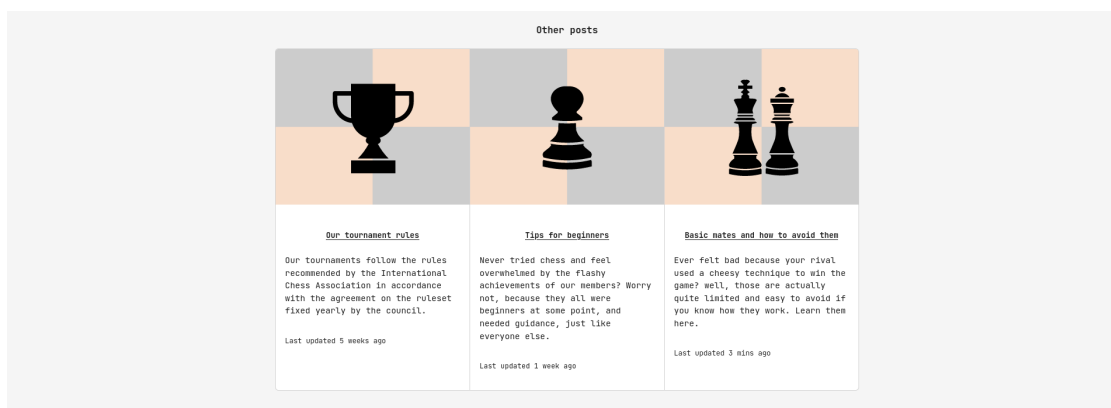 Other posts
Our tournament rules
Our tournaments follow the rules
recommended by the International
Chess Association in accordance
with the agreement on the ruleset
fixed yearly by the council.
Last updated 5 weeks ago
Tips for beginners
Never tried chess and feel
overwhelmed by the flashy
achievements of our members? Worry
not, because they all were
beginners at some point, and
needed guidance, just like
everyone else.
Last updated 1 week ago
Basic mates and how to avoid them
Ever felt bad because your rival
used a cheesy technique to win the
game? well, those are actually
quite limited and easy to avoid if
you know how they work. Learn them
here.
Last updated 3 mins ago